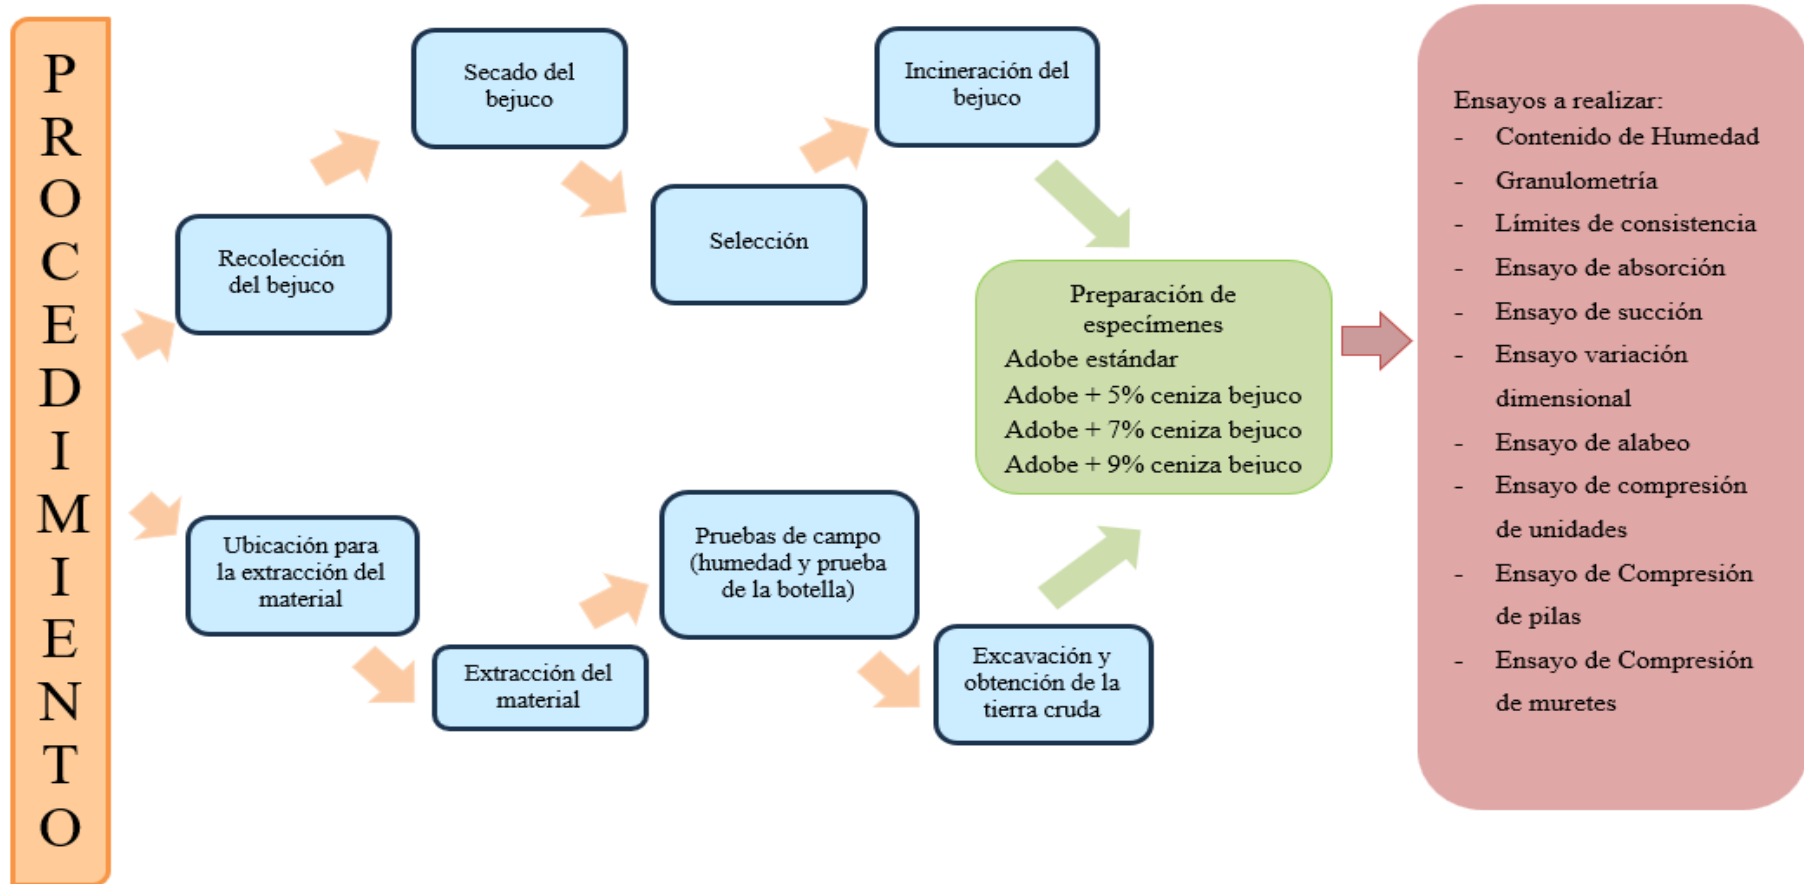 PROCEDIMIENTO
Recolección
del bejuco
Secado del
bejuco
Selección
Incineración del
bejuco
Ubicación para
la extracción del
material
Extracción del
material
Pruebas de campo
(humedad y prueba
de la botella)
Excavación y
obtención de la
tierra cruda
Preparación de
especímenes
Adobe estándar
Adobe + 5% ceniza bejuco
Adobe + 7% ceniza bejuco
Adobe + 9% ceniza bejuco
Ensayos a realizar:
- Contenido de Humedad
- Granulometría
- Límites de consistencia
- Ensayo de absorción
- Ensayo de succión
- Ensayo variación
dimensional
- Ensayo de alabeo
- Ensayo de compresión
de unidades
- Ensayo de Compresión
de pilas
- Ensayo de Compresión
de muretes